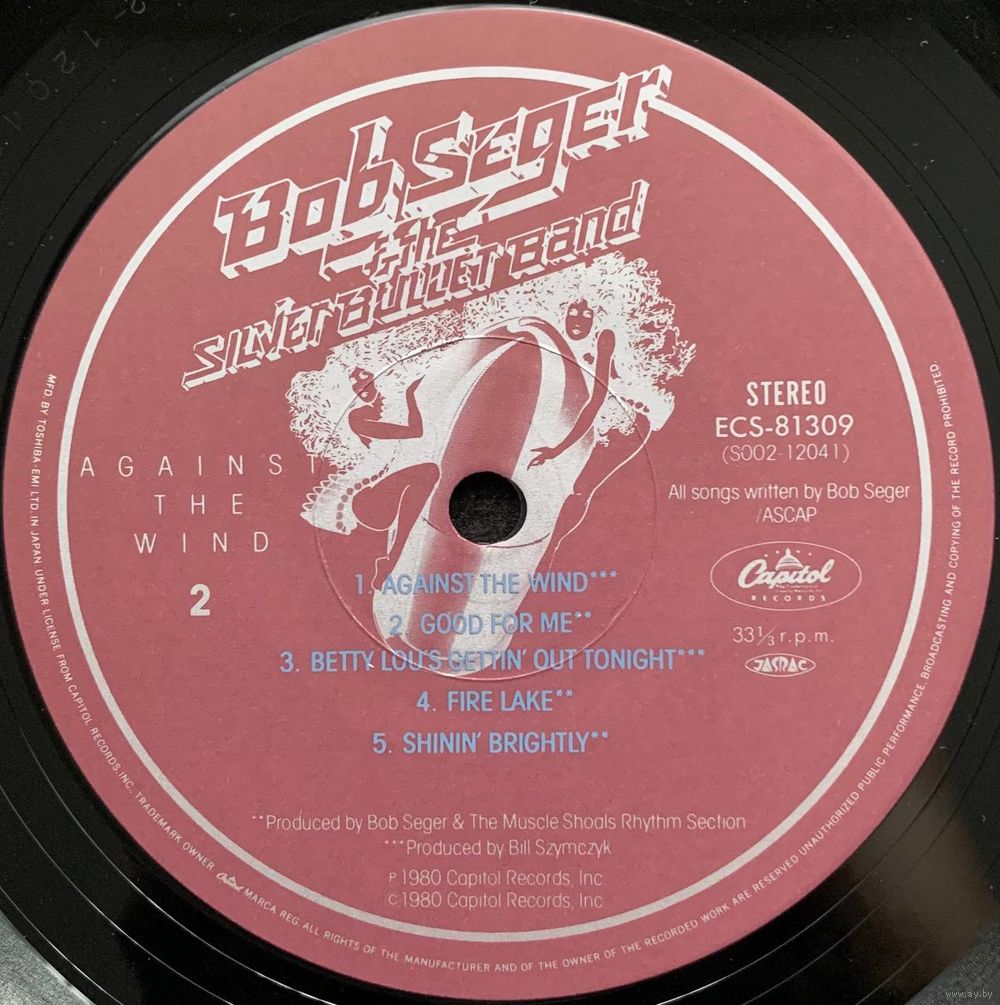 Bob Seger
& The
Silver Bullet Band
STEREO
ECS-81309
(S002-12041)
AGAINST
THE
WIND
2
All songs written by Bob Seger
/ASCAP
Capitol
RECORDS
33⅓ r.p.m.
JASRAC
1. AGAINST THE WIND***
2. GOOD FOR ME**
3. BETTY LOU'S GETTIN' OUT TONIGHT***
4. FIRE LAKE**
5. SHININ' BRIGHTLY**
**Produced by Bob Seger & The Muscle Shoals Rhythm Section
***Produced by Bill Szymczyk
℗ 1980 Capitol Records, Inc
© 1980 Capitol Records, Inc
MFD. BY TOSHIBA-EMI LTD. IN JAPAN UNDER LICENSE FROM CAPITOL RECORDS, INC., TRADEMARK OWNER Capitol MARCA REG. ALL RIGHTS OF THE MANUFACTURER AND OF THE OWNER OF THE RECORDED WORK ARE RESERVED. UNAUTHORIZED PUBLIC PERFORMANCE, BROADCASTING AND COPYING OF THE RECORD PROHIBITED.
www.ay.by